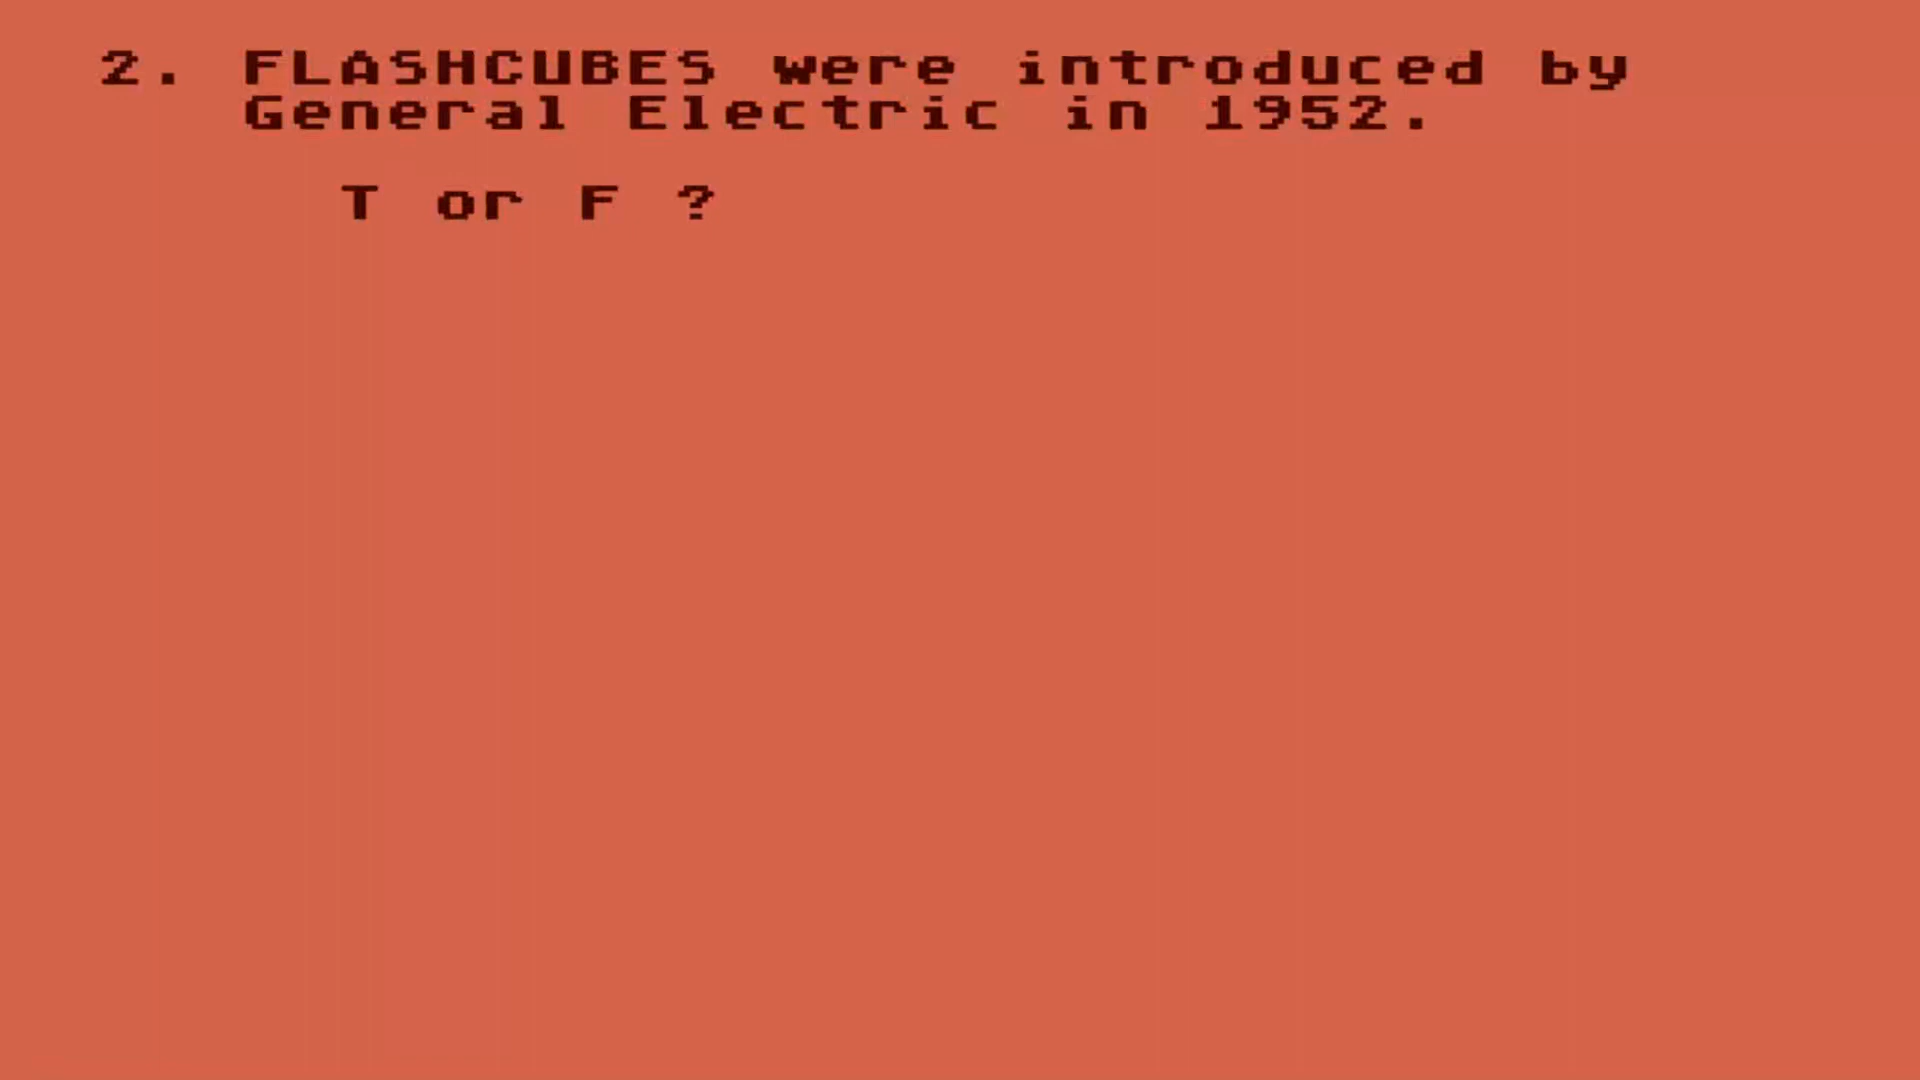 2. FLASHCUBES were introduced by
General Electric in 1952.
T or F ?